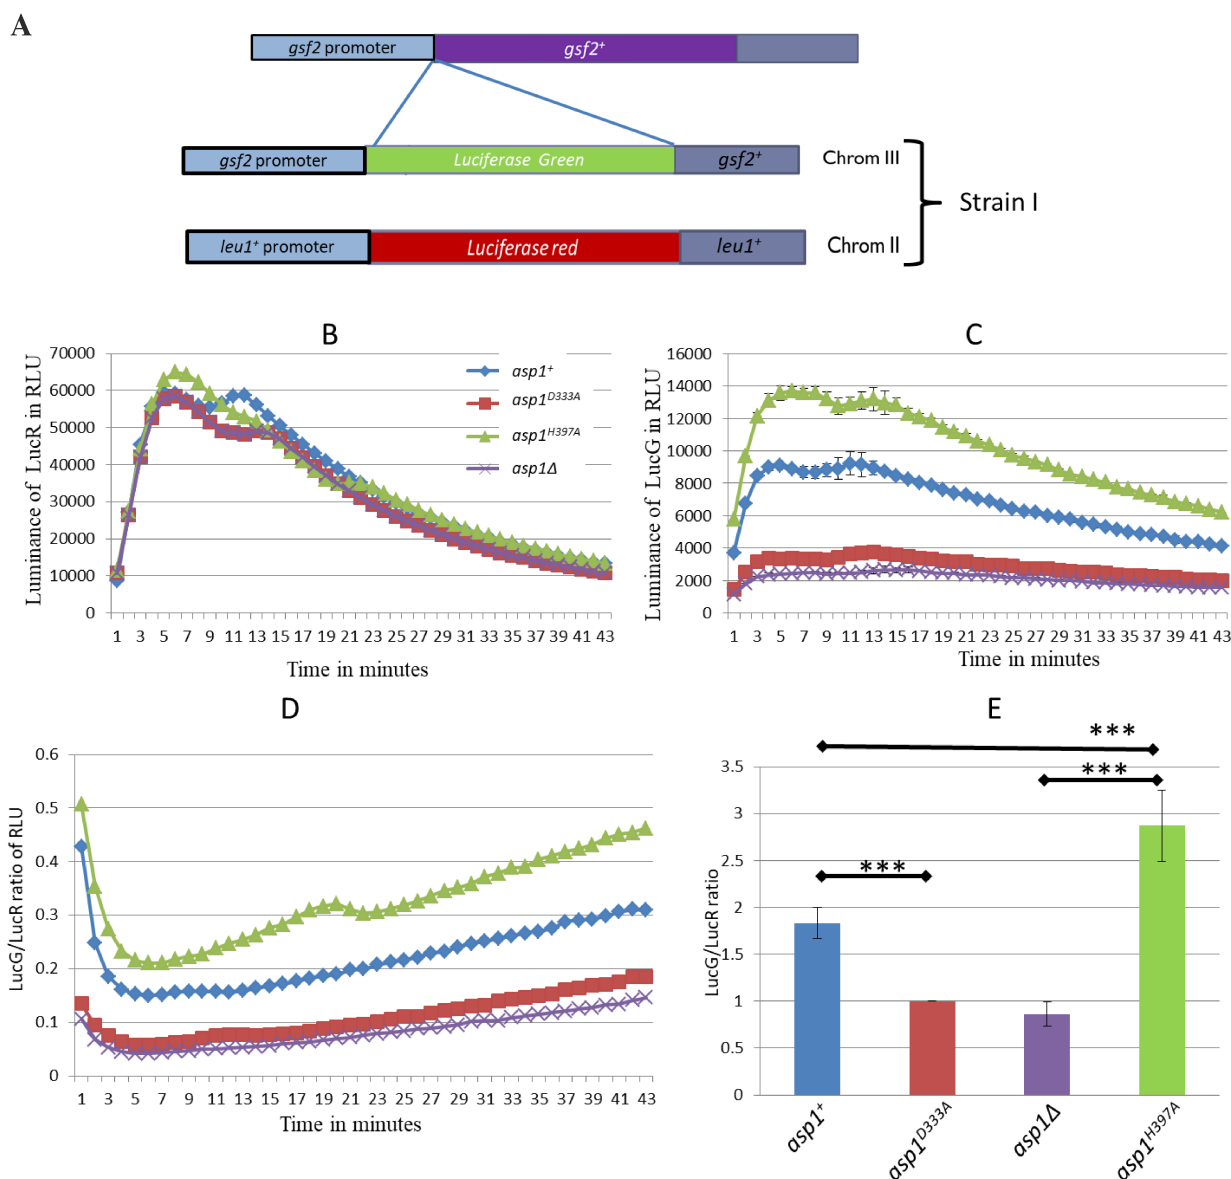 A
gsf2 promoter
gsf2⁺
gsf2 promoter
Luciferase Green
gsf2⁺
Chrom III
leu1⁺ promoter
Luciferase red
leu1⁺
Chrom II
Strain I
B
Luminance of LucR in RLU
70000
60000
50000
40000
30000
20000
10000
0
asp1⁺
asp1ᴰ³³³ᴬ
asp1ᴴ³⁹⁷ᴬ
asp1Δ
1 3 5 7 9 11 13 15 17 19 21 23 25 27 29 31 33 35 37 39 41 43
Time in minutes
C
Luminance of LucG in RLU
16000
14000
12000
10000
8000
6000
4000
2000
0
1 3 5 7 9 11 13 15 17 19 21 23 25 27 29 31 33 35 37 39 41 43
Time in minutes
D
LucG/LucR ratio of RLU
0.6
0.5
0.4
0.3
0.2
0.1
0
1 3 5 7 9 11 13 15 17 19 21 23 25 27 29 31 33 35 37 39 41 43
Time in minutes
E
***
***
***
LucG/LucR ratio
3.5
3
2.5
2
1.5
1
0.5
0
asp1⁺
asp1ᴰ³³³ᴬ
asp1Δ
asp1ᴴ³⁹⁷ᴬ